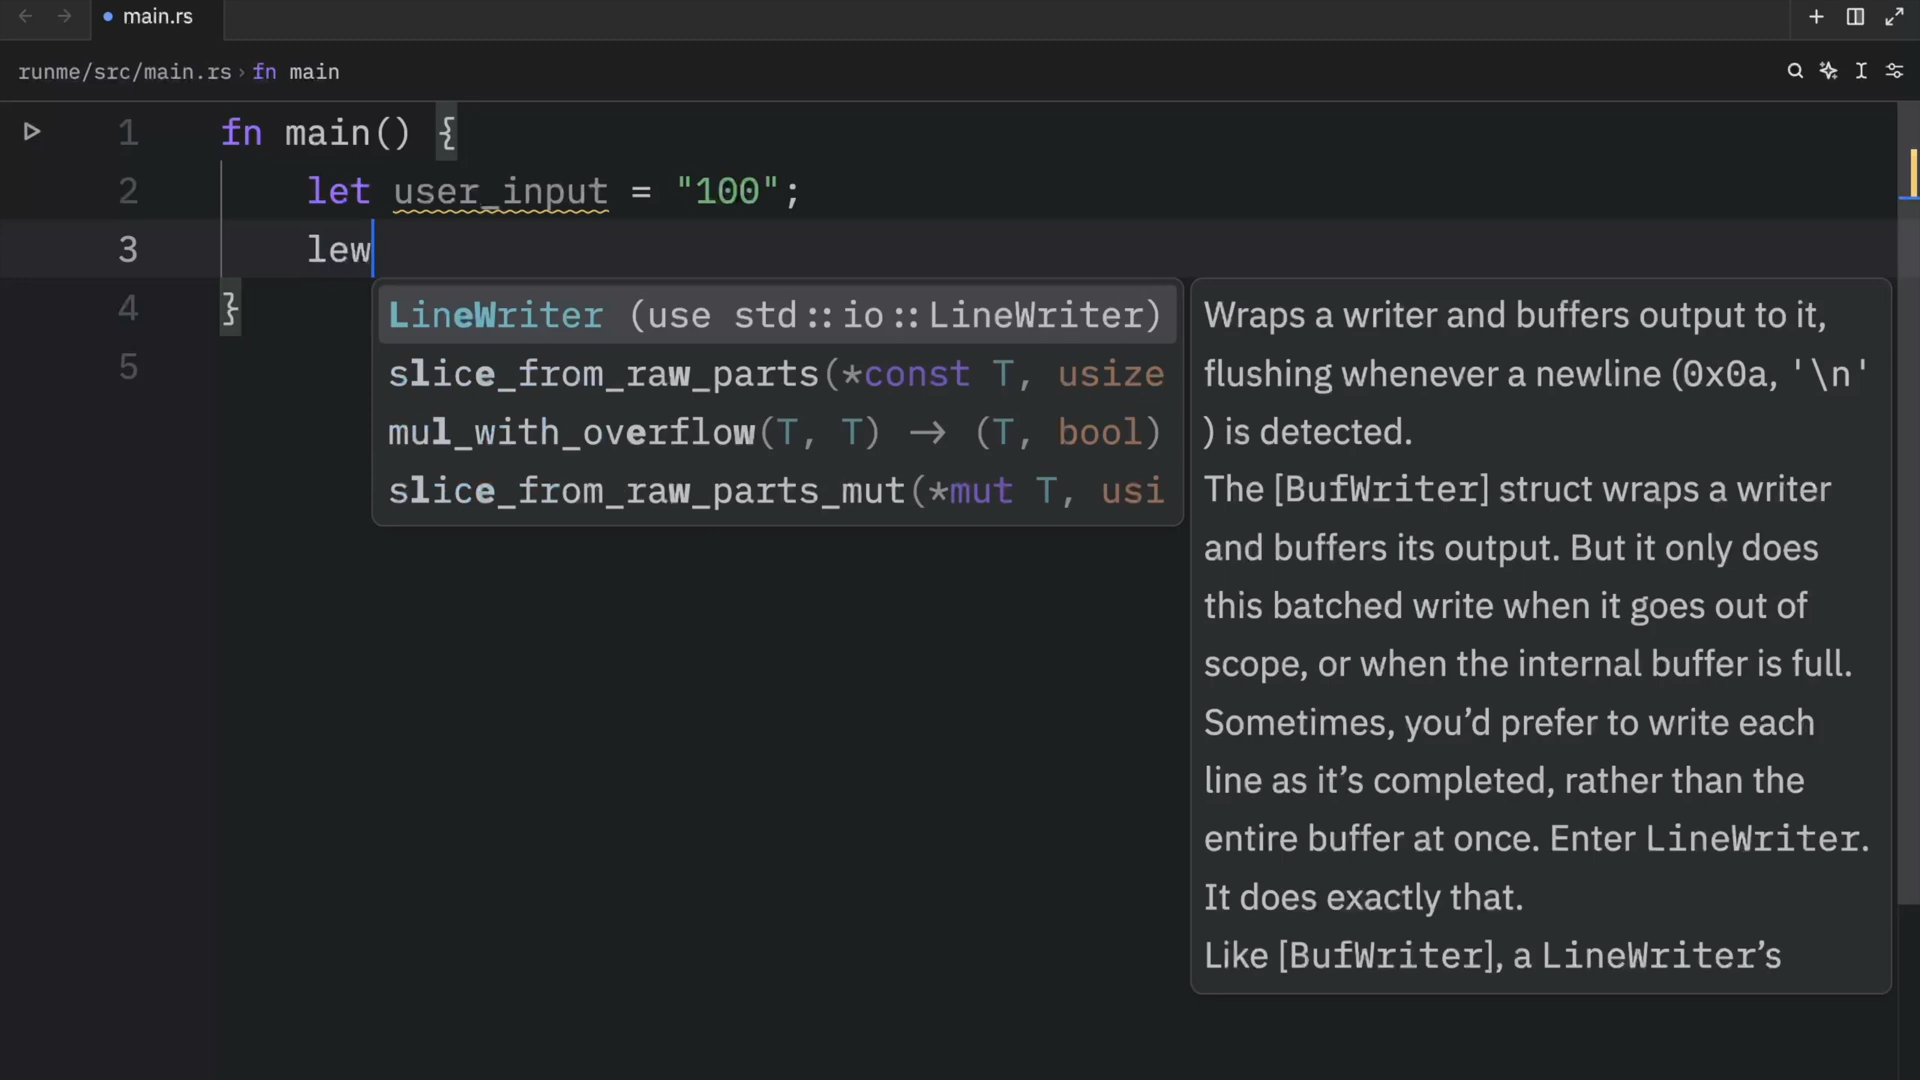 main.rs
runme/src/main.rs › fn main
1 fn main() {
2 let user_input = "100";
3 lew
4 }
5
LineWriter (use std::io::LineWriter)
slice_from_raw_parts(*const T, usize
mul_with_overflow(T, T) -> (T, bool)
slice_from_raw_parts_mut(*mut T, usi
Wraps a writer and buffers output to it,
flushing whenever a newline (0x0a, '\n'
) is detected.
The [BufWriter] struct wraps a writer
and buffers its output. But it only does
this batched write when it goes out of
scope, or when the internal buffer is full.
Sometimes, you’d prefer to write each
line as it’s completed, rather than the
entire buffer at once. Enter LineWriter.
It does exactly that.
Like [BufWriter], a LineWriter’s